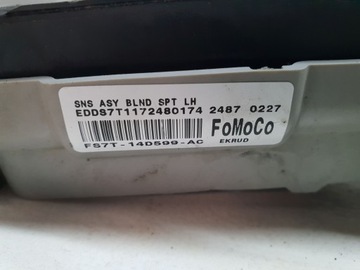 SNS ASY BLND SPT LH
EDDS7T1172480174 2487 0227
FoMoCo
FS7T-14D599-AC EKRUD